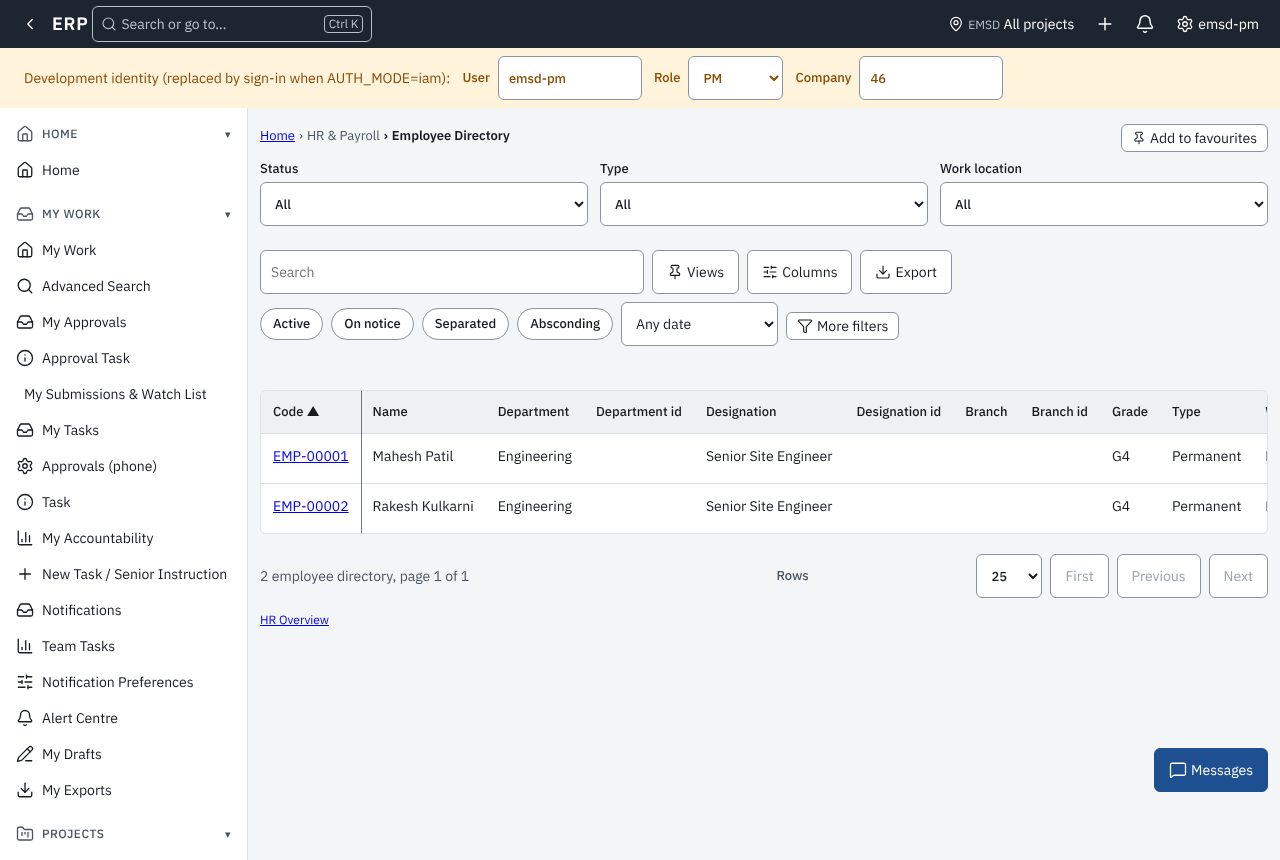 ERP Search or go to... Ctrl K EMSD All projects emsd-pm
Development identity (replaced by sign-in when AUTH_MODE=iam): User emsd-pm Role PM Company 46
HOME
Home
MY WORK
My Work
Advanced Search
My Approvals
Approval Task
My Submissions & Watch List
My Tasks
Approvals (phone)
Task
My Accountability
New Task / Senior Instruction
Notifications
Team Tasks
Notification Preferences
Alert Centre
My Drafts
My Exports
PROJECTS
Home › HR & Payroll › Employee Directory Add to favourites
Status Type Work location
All All All
Search Views Columns Export
Active On notice Separated Absconding Any date More filters
Code ▲ Name Department Department id Designation Designation id Branch Branch id Grade Type
EMP-00001 Mahesh Patil Engineering Senior Site Engineer G4 Permanent
EMP-00002 Rakesh Kulkarni Engineering Senior Site Engineer G4 Permanent
2 employee directory, page 1 of 1 Rows 25 First Previous Next
HR Overview
Messages